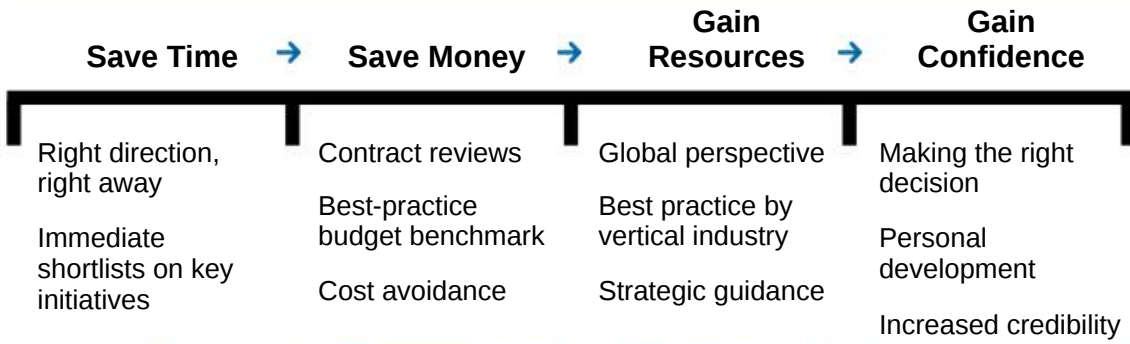 Save Time → Save Money → Gain Resources → Gain Confidence
Right direction,
right away
Immediate
shortlists on key
initiatives
Contract reviews
Best-practice
budget benchmark
Cost avoidance
Global perspective
Best practice by
vertical industry
Strategic guidance
Making the right
decision
Personal
development
Increased credibility